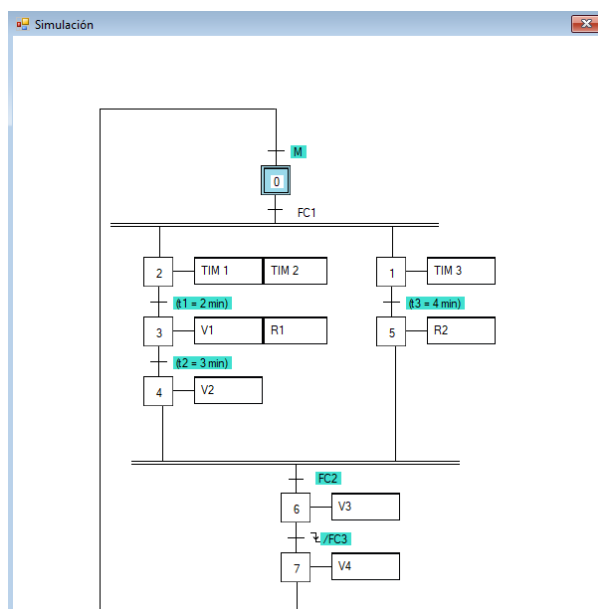 Simulación
M
0
FC1
2 TIM 1 TIM 2 1 TIM 3
(t1 = 2 min) (t3 = 4 min)
3 V1 R1 5 R2
(t2 = 3 min)
4 V2
FC2
6 V3
/FC3
7 V4